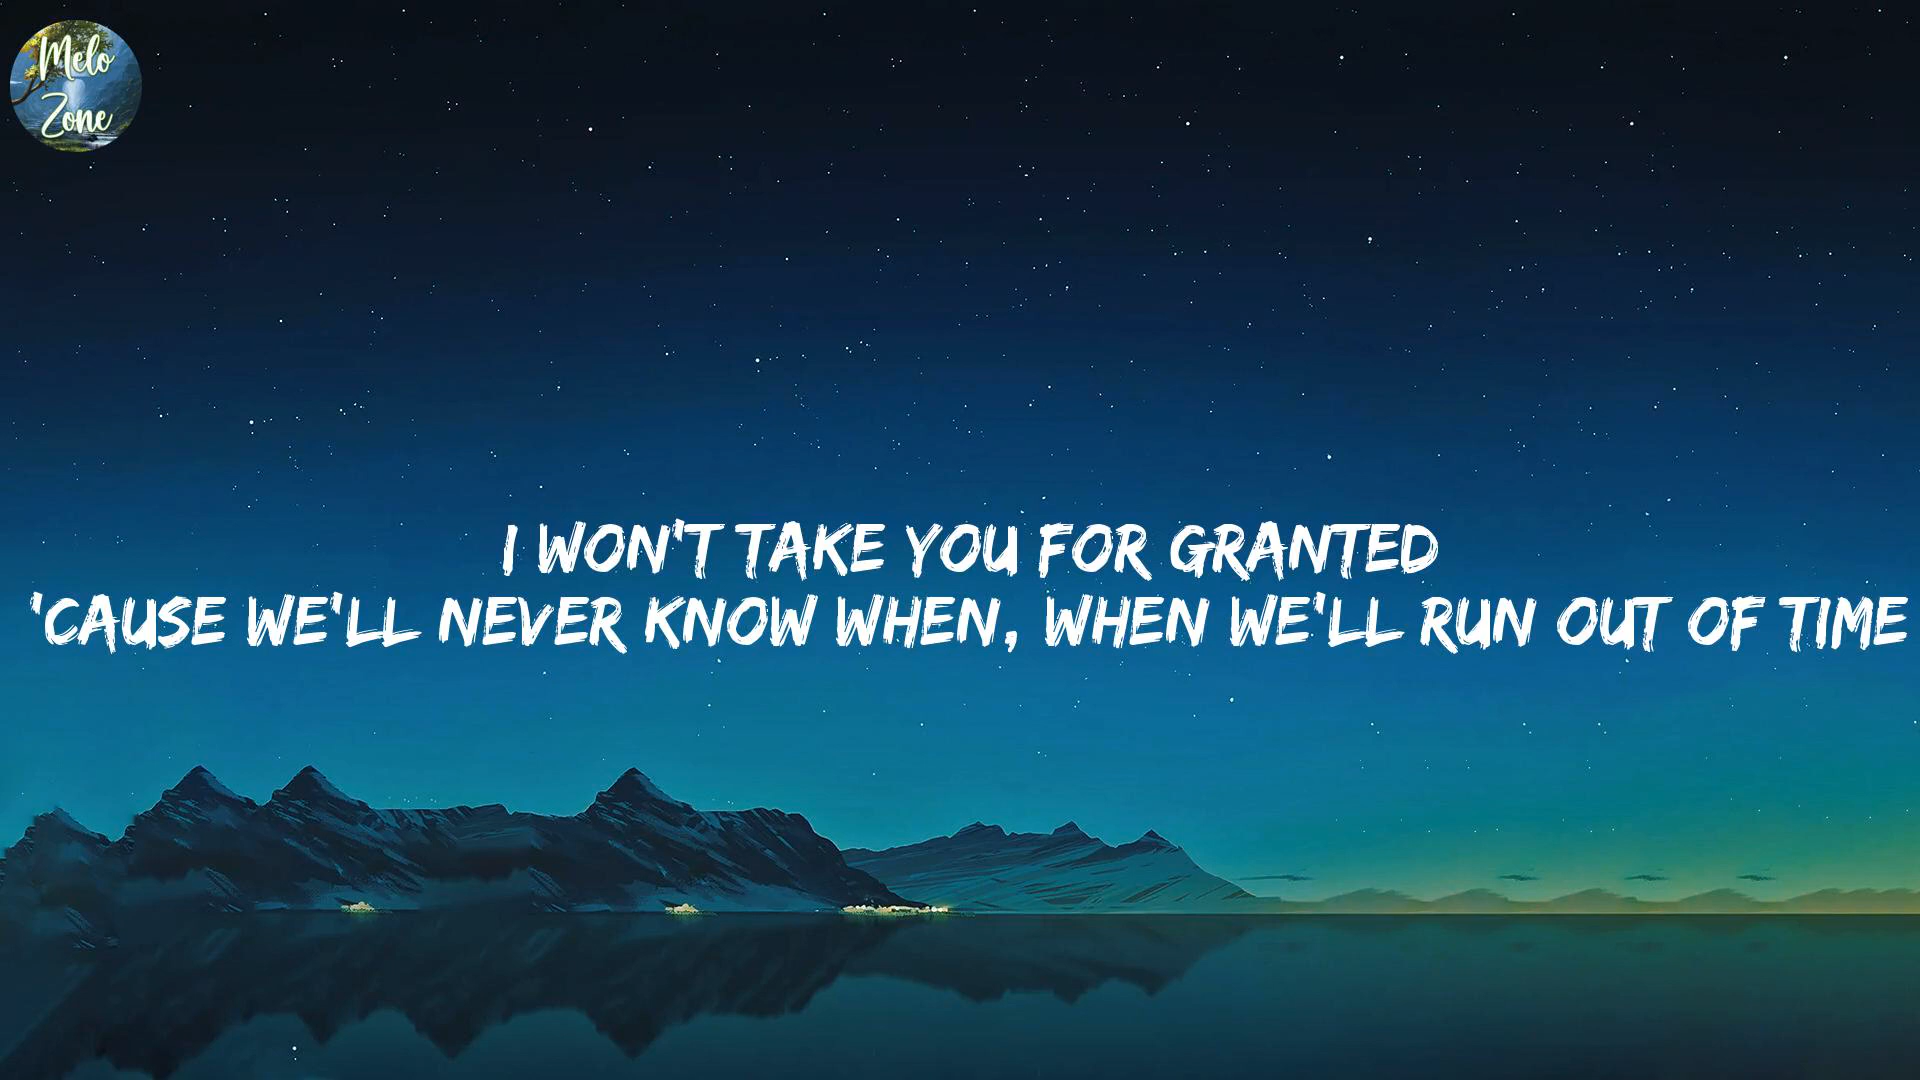 Melo
Zone
I WON'T TAKE YOU FOR GRANTED
'CAUSE WE'LL NEVER KNOW WHEN, WHEN WE'LL RUN OUT OF TIME